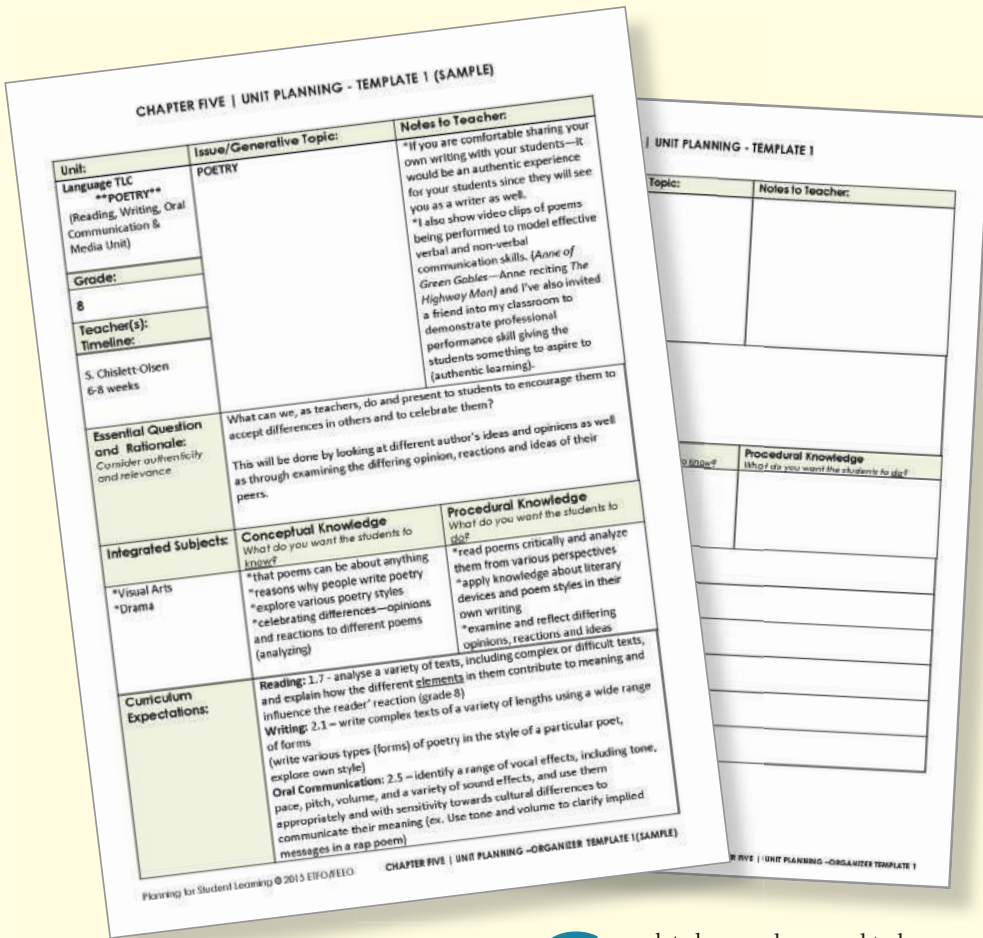 CHAPTER FIVE | UNIT PLANNING - TEMPLATE 1 (SAMPLE)
Unit:
Language TLC
**POETRY**
(Reading, Writing, Oral
Communication &
Media Unit)
Grade:
8
Teacher(s):
Timeline:
S. Chislett-Olsen
6-8 weeks
Issue/Generative Topic:
POETRY
Notes to Teacher:
*If you are comfortable sharing your
own writing with your students—it
would be an authentic experience
for your students since they will see
you as a writer as well.
*I also show video clips of poems
being performed to model effective
verbal and non-verbal
communication skills. (Anne of
Green Gables—Anne reciting The
Highway Man) and I've also invited
a friend into my classroom to
demonstrate professional
performance skill giving the
students something to aspire to
(authentic learning).
Essential Question
and Rationale:
Consider authenticity
and relevance
What can we, as teachers, do and present to students to encourage them to
accept differences in others and to celebrate them?
This will be done by looking at different author's ideas and opinions as well
as through examining the differing opinion, reactions and ideas of their
peers.
Integrated Subjects:
*Visual Arts
*Drama
Conceptual Knowledge
What do you want the students to
know?
*that poems can be about anything
*reasons why people write poetry
*explore various poetry styles
*celebrating differences—opinions
and reactions to different poems
(analyzing)
Procedural Knowledge
What do you want the students to
do?
*read poems critically and analyze
them from various perspectives
*apply knowledge about literary
devices and poem styles in their
own writing
*examine and reflect differing
opinions, reactions and ideas
Curriculum
Expectations:
Reading: 1.7 - analyse a variety of texts, including complex or difficult texts,
and explain how the different elements in them contribute to meaning and
influence the reader' reaction (grade 8)
Writing: 2.1 – write complex texts of a variety of lengths using a wide range
of forms
(write various types (forms) of poetry in the style of a particular poet,
explore own style)
Oral Communication: 2.5 – identify a range of vocal effects, including tone,
pace, pitch, volume, and a variety of sound effects, and use them
appropriately and with sensitivity towards cultural differences to
communicate their meaning (ex. Use tone and volume to clarify implied
messages in a rap poem)
Planning for Student Learning © 2015 ETFO/FEEO
CHAPTER FIVE | UNIT PLANNING –ORGANIZER TEMPLATE 1(SAMPLE)
| UNIT PLANNING - TEMPLATE 1
Topic:
Notes to Teacher:
know?
Procedural Knowledge
What do you want the students to do?
FIVE | UNIT PLANNING –ORGANIZER TEMPLATE 1